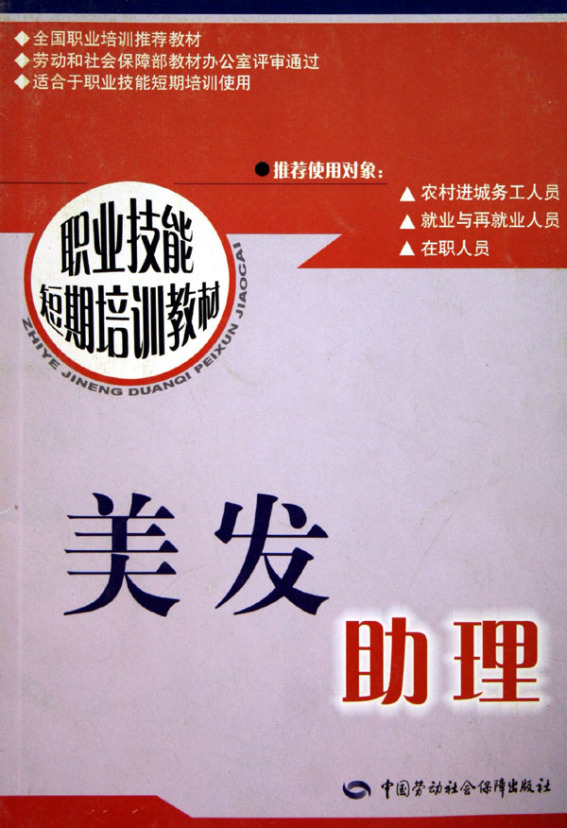 ◆全国职业培训推荐教材
◆劳动和社会保障部教材办公室评审通过
◆适合于职业技能短期培训使用
●推荐使用对象：
▲农村进城务工人员
▲就业与再就业人员
▲在职人员
职业技能
短期培训教材
ZHIYE JINENG DUANQI PEIXUN JIAOCAI
美发
助理
中国劳动社会保障出版社